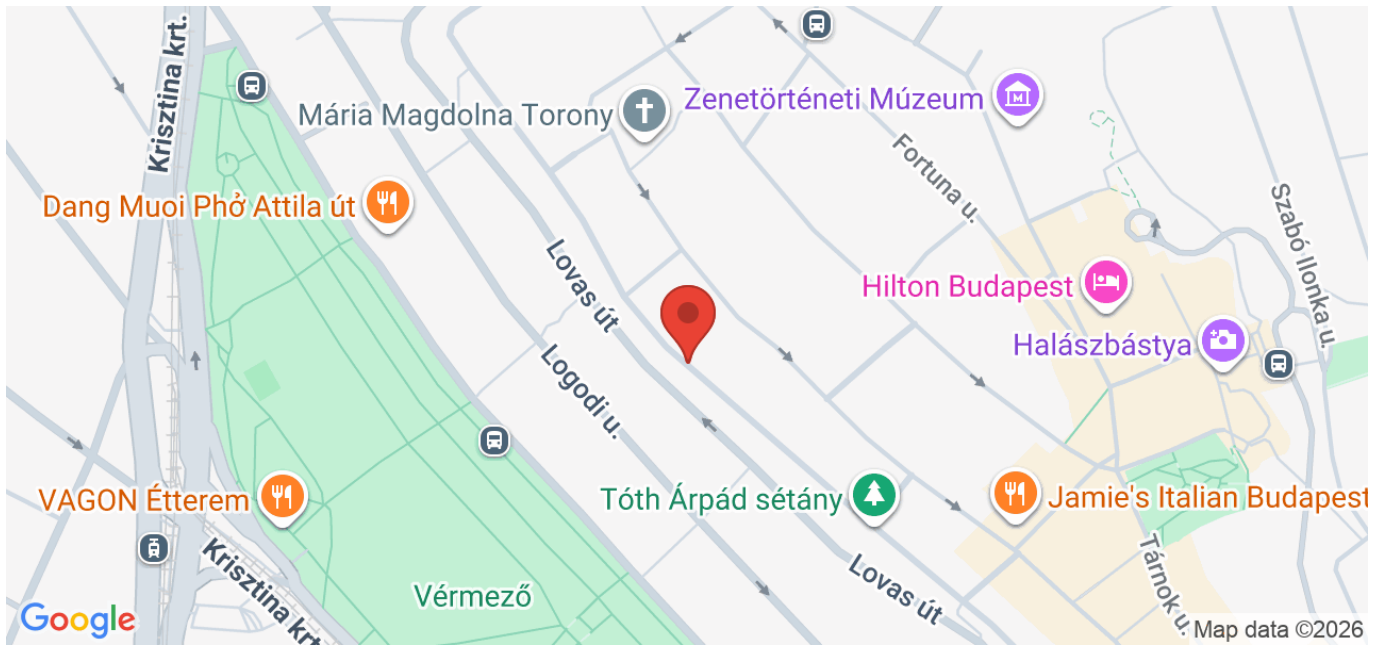 Krisztina krt.
Mária Magdolna Torony
Zenetörténeti Múzeum
Fortuna u.
Dang Muoi Phở Attila út
Szabó Ilonka u.
Lovas út
Hilton Budapest
Halászbástya
Logodi u.
VAGON Étterem
Tóth Árpád sétány
Jamie's Italian Budapest
Krisztina krt
Vérmező
Lovas út
Tárnok u.
Google
Map data ©2026